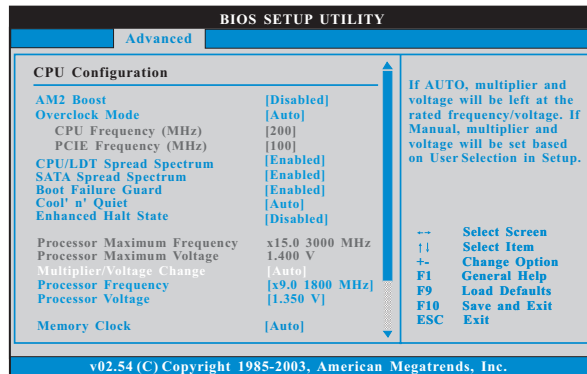 BIOS SETUP UTILITY
Advanced
CPU Configuration
AM2 Boost [Disabled]
Overclock Mode [Auto]
CPU Frequency (MHz) [200]
PCIE Frequency (MHz) [100]
CPU/LDT Spread Spectrum [Enabled]
SATA Spread Spectrum [Enabled]
Boot Failure Guard [Enabled]
Cool' n' Quiet [Auto]
Enhanced Halt State [Disabled]
Processor Maximum Frequency x15.0 3000 MHz
Processor Maximum Voltage 1.400 V
Multiplier/Voltage Change [Auto]
Processor Frequency [x9.0 1800 MHz]
Processor Voltage [1.350 V]
Memory Clock [Auto]
If AUTO, multiplier and
voltage will be left at the
rated frequency/voltage. If
Manual, multiplier and
voltage will be set based
on User Selection in Setup.
←→ Select Screen
↑↓ Select Item
+- Change Option
F1 General Help
F9 Load Defaults
F10 Save and Exit
ESC Exit
v02.54 (C) Copyright 1985-2003, American Megatrends, Inc.